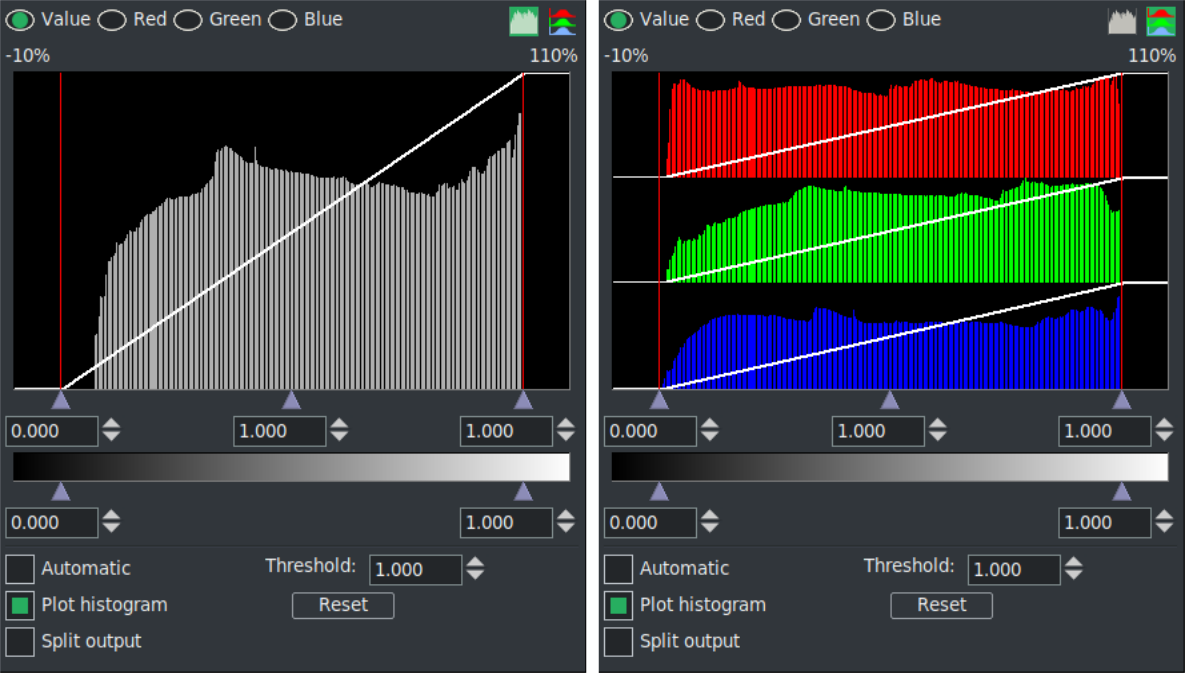 Value Red Green Blue
-10% 110%
0.000 1.000 1.000
0.000 1.000
Automatic Threshold: 1.000
Plot histogram Reset
Split output
Value Red Green Blue
-10% 110%
0.000 1.000 1.000
0.000 1.000
Automatic Threshold: 1.000
Plot histogram Reset
Split output